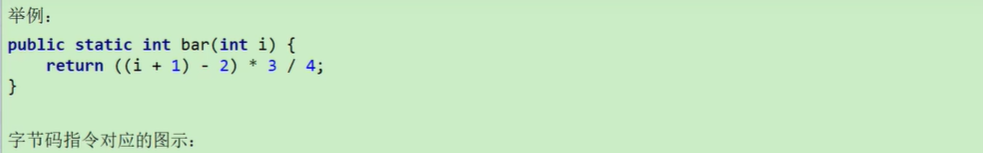 举例：
public static int bar(int i) {
    return ((i + 1) - 2) * 3 / 4;
}
字节码指令对应的图示：